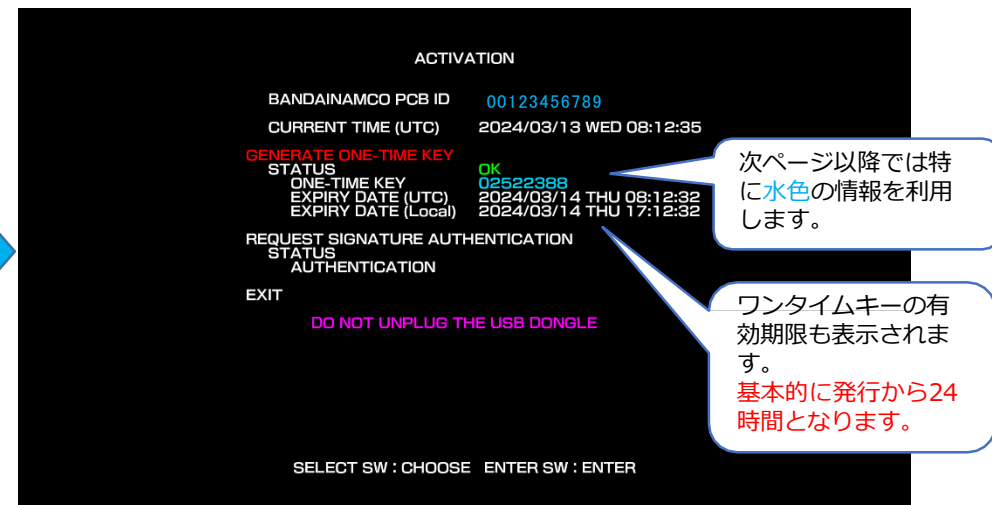 ACTIVATION
BANDAINAMCO PCB ID 00123456789
CURRENT TIME (UTC) 2024/03/13 WED 08:12:35
GENERATE ONE-TIME KEY
STATUS OK
ONE-TIME KEY 02522388
EXPIRY DATE (UTC) 2024/03/14 THU 08:12:32
EXPIRY DATE (Local) 2024/03/14 THU 17:12:32
REQUEST SIGNATURE AUTHENTICATION
STATUS
AUTHENTICATION
EXIT
DO NOT UNPLUG THE USB DONGLE
SELECT SW : CHOOSE ENTER SW : ENTER
次ページ以降では特
に水色の情報を利用
します。
ワンタイムキーの有
効期限も表示されま
す。
基本的に発行から24
時間となります。